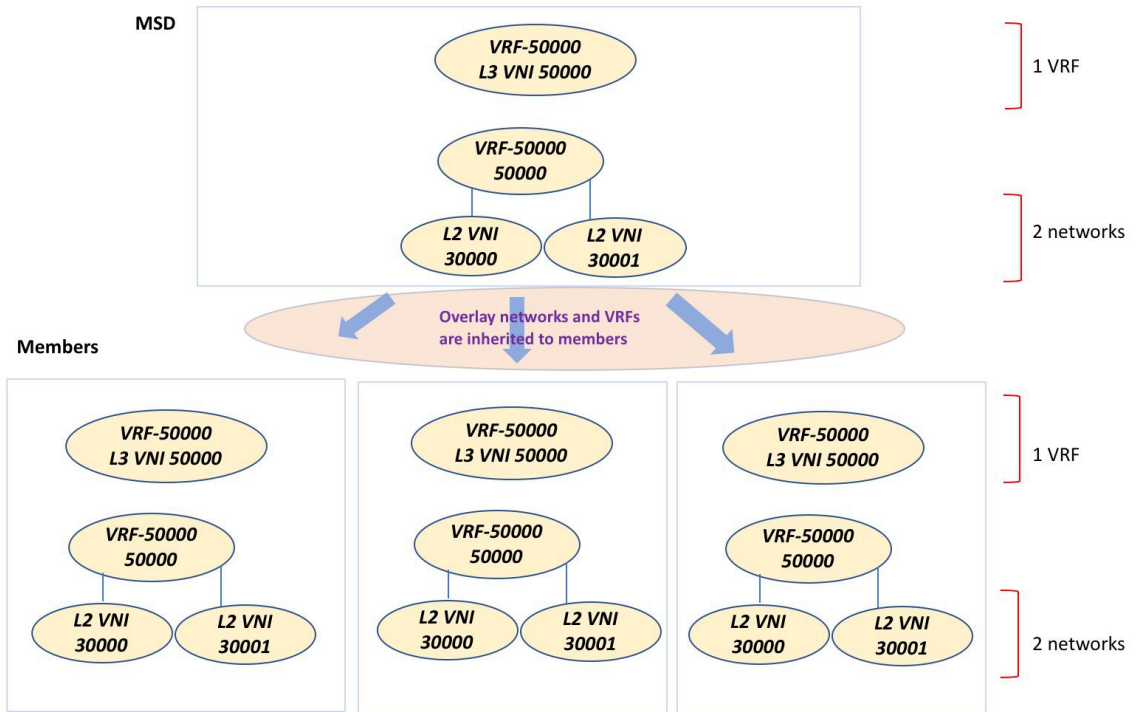 MSD
VRF-50000
L3 VNI 50000
1 VRF
VRF-50000
50000
L2 VNI
30000
L2 VNI
30001
2 networks
Overlay networks and VRFs
are inherited to members
Members
VRF-50000
L3 VNI 50000
VRF-50000
L3 VNI 50000
VRF-50000
L3 VNI 50000
1 VRF
VRF-50000
50000
VRF-50000
50000
VRF-50000
50000
L2 VNI
30000
L2 VNI
30001
L2 VNI
30000
L2 VNI
30001
L2 VNI
30000
L2 VNI
30001
2 networks